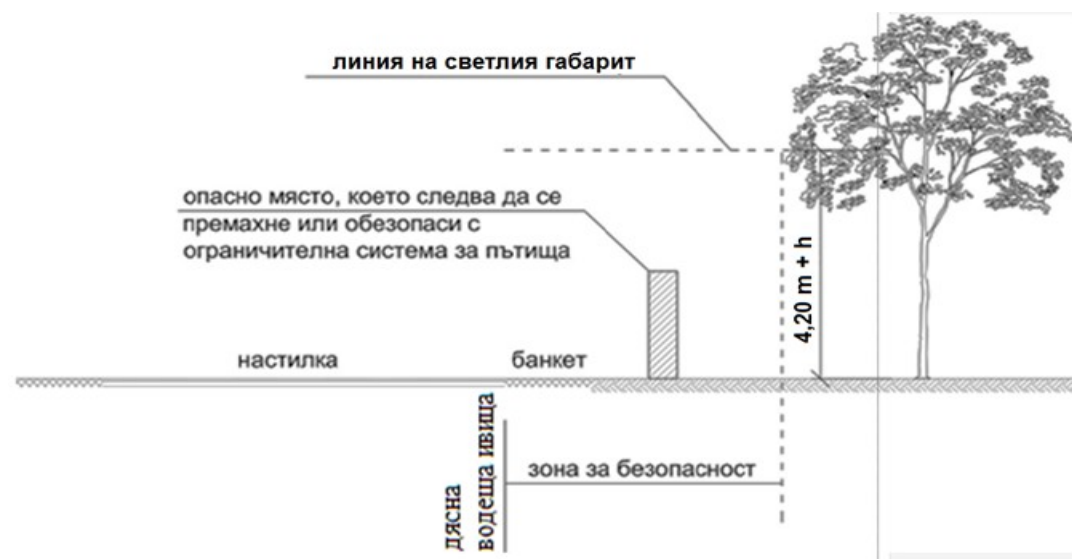 линия на светлия габарит
опасно място, което следва да се
премахне или обезопаси с
ограничителна система за пътища
4,20 m + h
настилка
банкет
дясна
водеща ивица
зона за безопасност